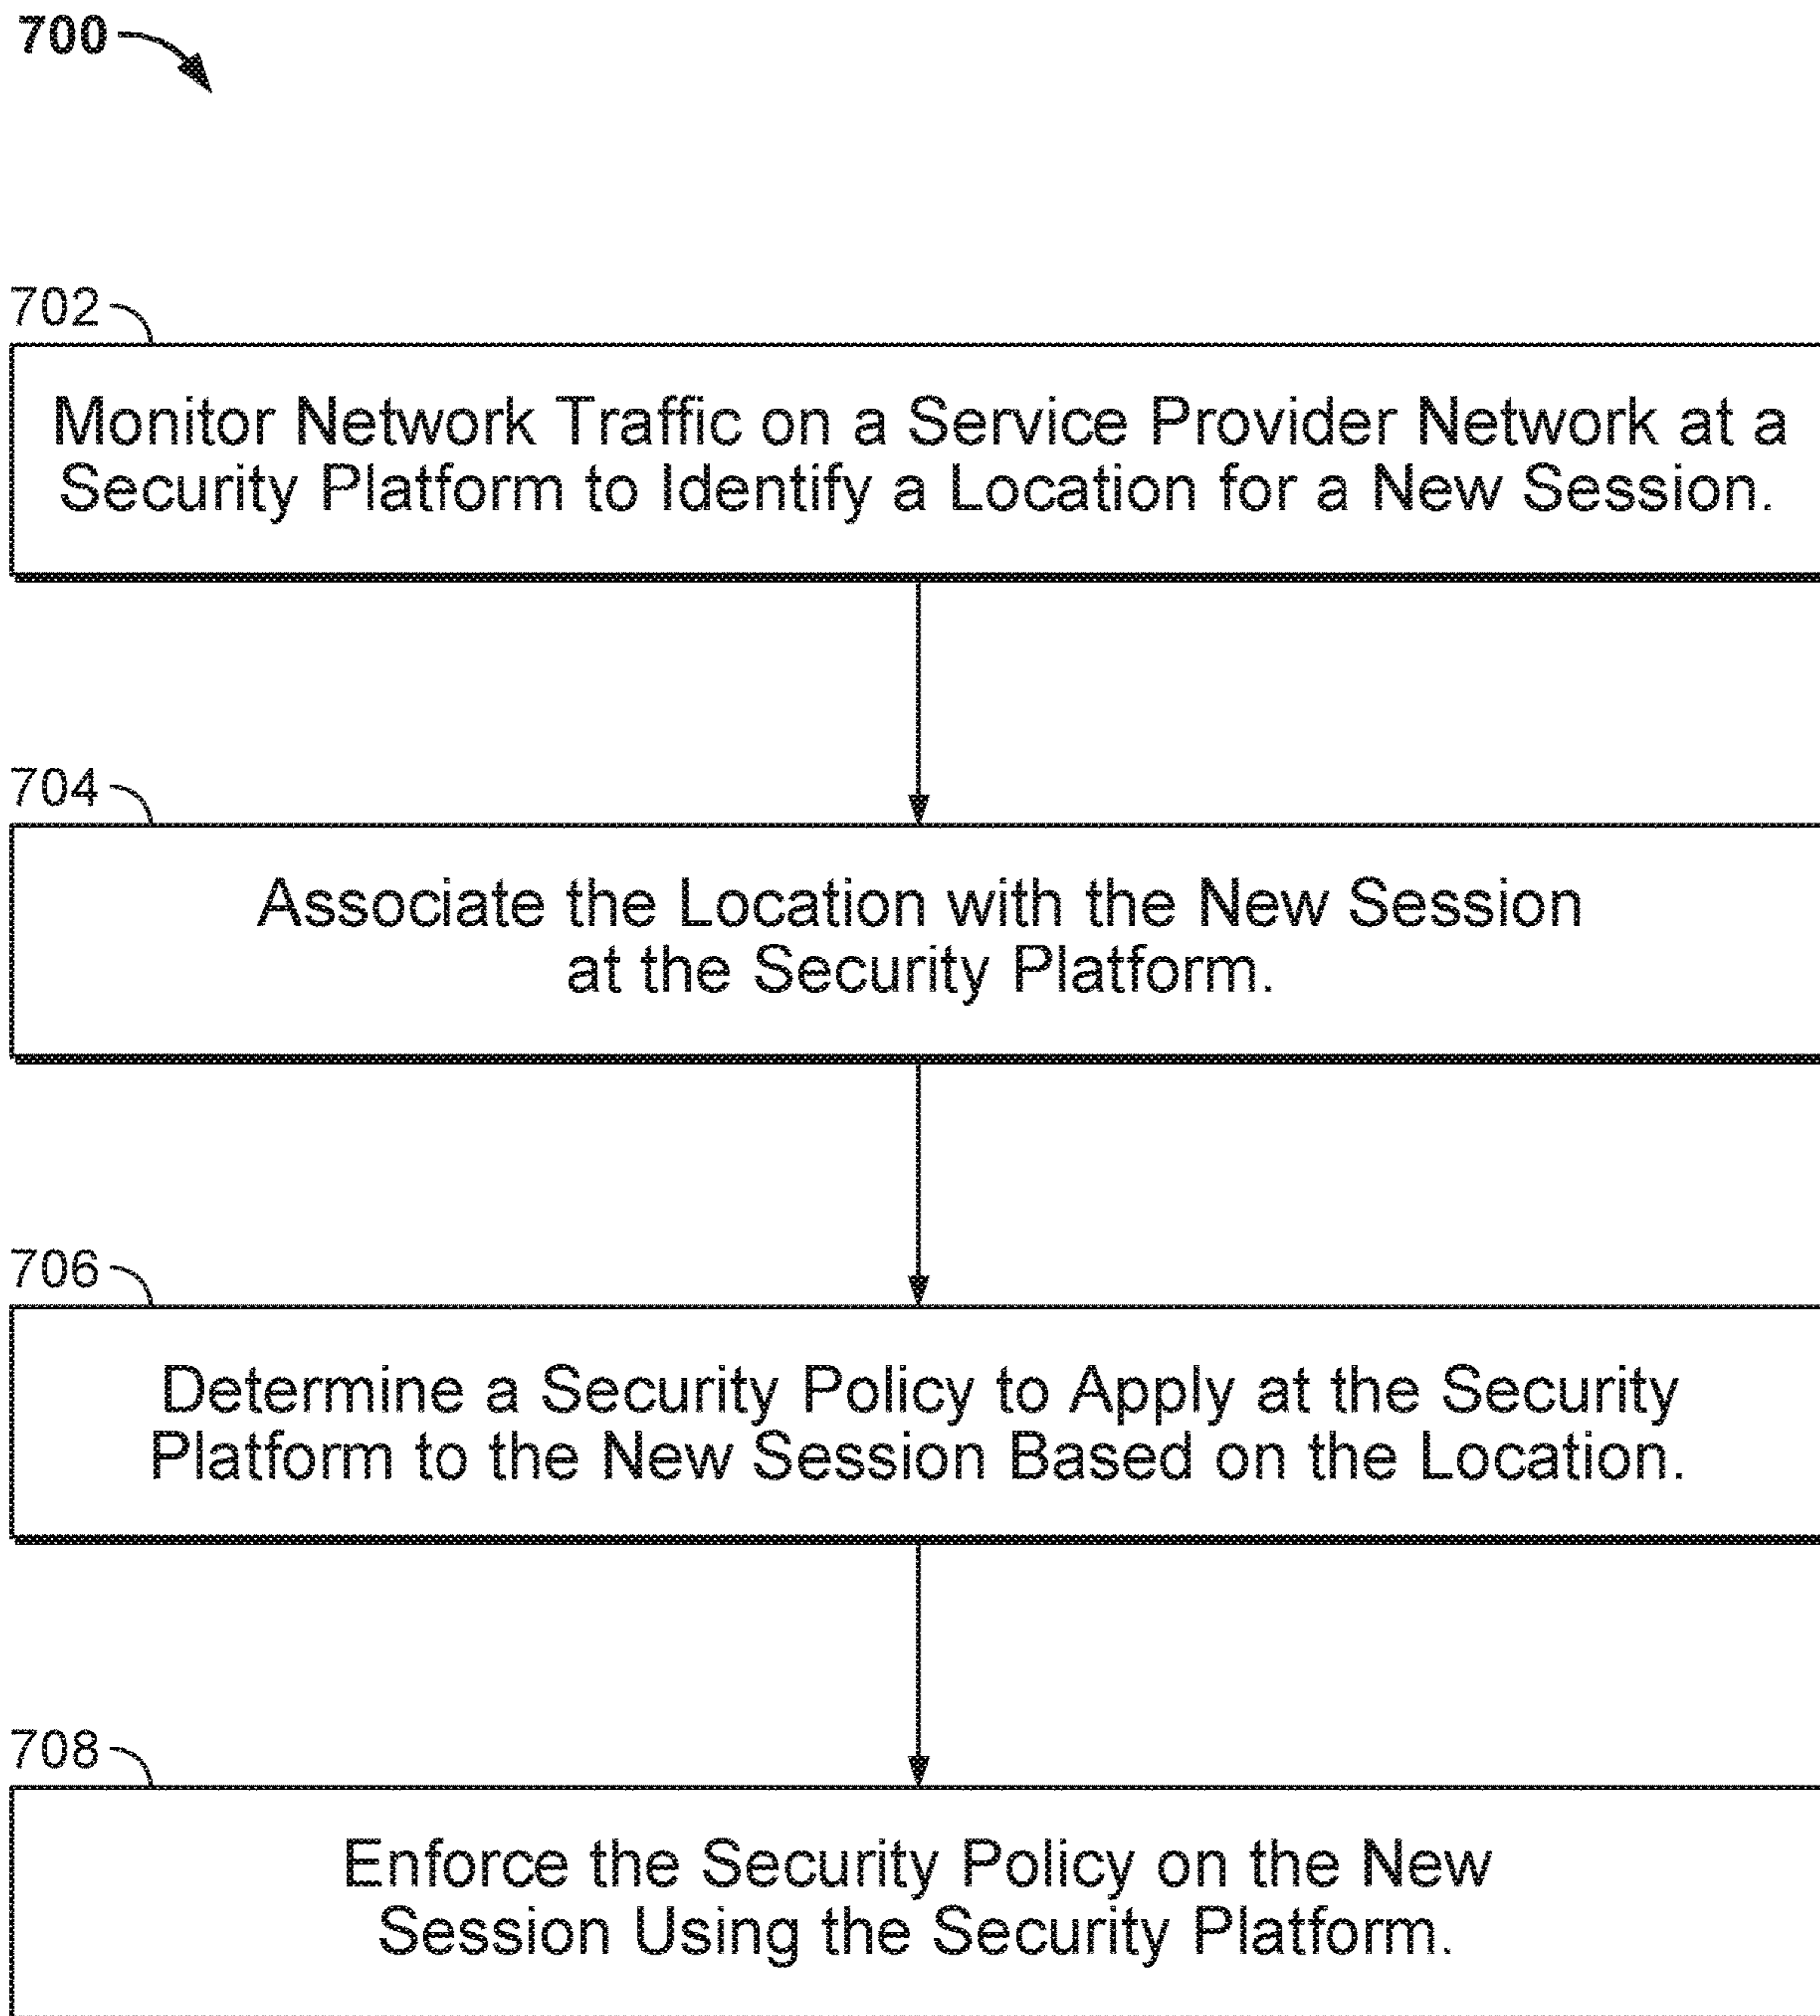 700
702
Monitor Network Traffic on a Service Provider Network at a
Security Platform to Identify a Location for a New Session.
704
Associate the Location with the New Session
at the Security Platform.
706
Determine a Security Policy to Apply at the Security
Platform to the New Session Based on the Location.
708
Enforce the Security Policy on the New
Session Using the Security Platform.